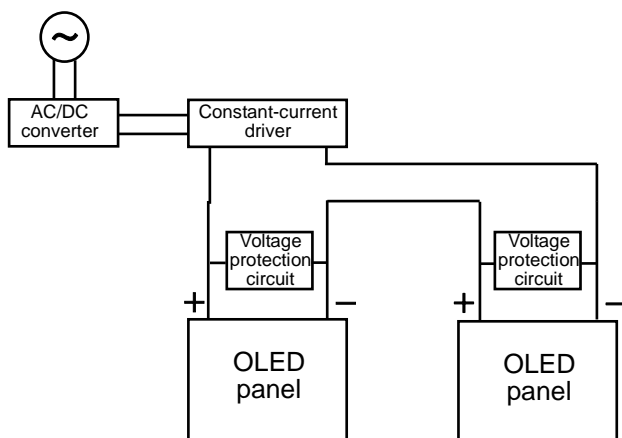 ~
AC/DC
converter
Constant-current
driver
Voltage
protection
circuit
Voltage
protection
circuit
+
−
+
−
OLED
panel
OLED
panel